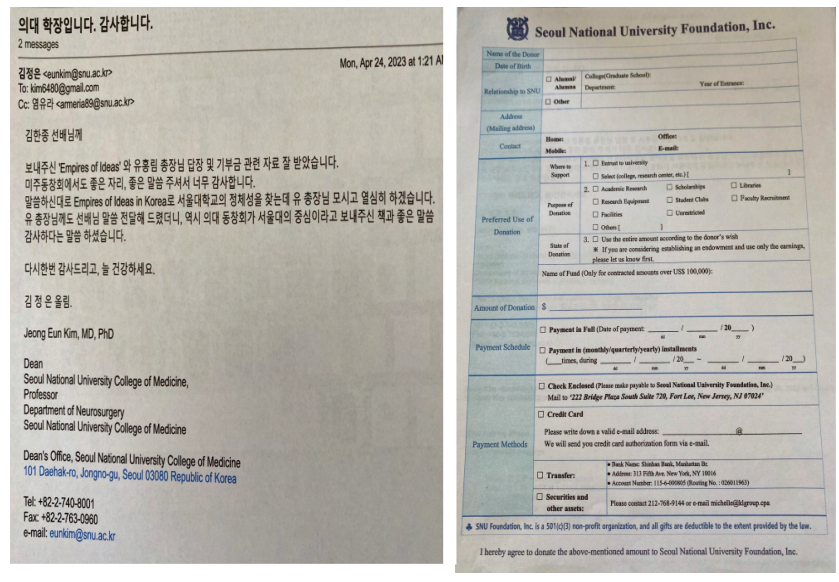 의대 학장입니다. 감사합니다.
2 messages
김정은 <eunkim@snu.ac.kr>
Mon, Apr 24, 2023 at 1:21 AM
To: kim6480@gmail.com
Cc: 염유라 <armeria89@snu.ac.kr>
김한중 선배님께
보내주신 'Empires of Ideas' 와 유홍림 총장님 답장 및 기부금 관련 자료 잘 받았습니다.
미주동창회에서도 좋은 자리, 좋은 말씀 주셔서 너무 감사합니다.
말씀하신대로 Empires of Ideas in Korea로 서울대학교의 정체성을 찾는데 유 총장님 모시고 열심히 하겠습니다.
유 총장님께도 선배님 말씀 전달해 드렸더니, 역시 의대 동창회가 서울대의 중심이라고 보내주신 책과 좋은 말씀
감사하다는 말씀 하셨습니다.
다시한번 감사드리고, 늘 건강하세요.
김 정 은 올림.
Jeong Eun Kim, MD, PhD
Dean
Seoul National University College of Medicine,
Professor
Department of Neurosurgery
Seoul National University College of Medicine
Dean's Office, Seoul National University College of Medicine
101 Daehak-ro, Jongno-gu, Seoul 03080 Republic of Korea
Tel: +82-2-740-8001
Fax: +82-2-763-0960
e-mail: eunkim@snu.ac.kr
Seoul National University Foundation, Inc.
Name of the Donor
Date of Birth
Relationship to SNU
☐ Alumni/Alumna
College(Graduate School):
Department: Year of Entrance:
☐ Other
Address
(Mailing address)
Contact
Home: Office:
Mobile: E-mail:
Preferred Use of Donation
Where to Support
1. ☐ Entrust to university
☐ Select (college, research center, etc.) [ ]
Purpose of Donation
2. ☐ Academic Research ☐ Scholarships ☐ Libraries
☐ Research Equipment ☐ Student Clubs ☐ Faculty Recruitment
☐ Facilities ☐ Unrestricted
☐ Others [ ]
State of Donation
3. ☐ Use the entire amount according to the donor's wish
※ If you are considering establishing an endowment and use only the earnings,
please let us know first.
Name of Fund (Only for contracted amounts over US$ 100,000):
Amount of Donation $
Payment Schedule
☐ Payment in Full (Date of payment: ____ / ____ / 20__ )
☐ Payment in (monthly/quarterly/yearly) installments
(____times, during ____ / ____ /20__ ~ ____ / ____ / 20__)
Payment Methods
☐ Check Enclosed (Please make payable to Seoul National University Foundation, Inc.)
Mail to '222 Bridge Plaza South Suite 720, Fort Lee, New Jersey, NJ 07024'
☐ Credit Card
Please write down a valid e-mail address: ________@________
We will send you credit card authorization form via e-mail.
☐ Transfer:
▪ Bank Name: Shinhan Bank, Manhattan Br.
▪ Address: 313 Fifth Ave. New York, NY 10016
▪ Account Number: 115-6-000805 (Routing No. : 026011963)
☐ Securities and other assets:
Please contact 212-768-9144 or e-mail michelle@klgroup.cpa
♣ SNU Foundation, Inc. is a 501(c)(3) non-profit organization, and all gifts are deductible to the extent provided by the law.
I hereby agree to donate the above-mentioned amount to Seoul National University Foundation, Inc.